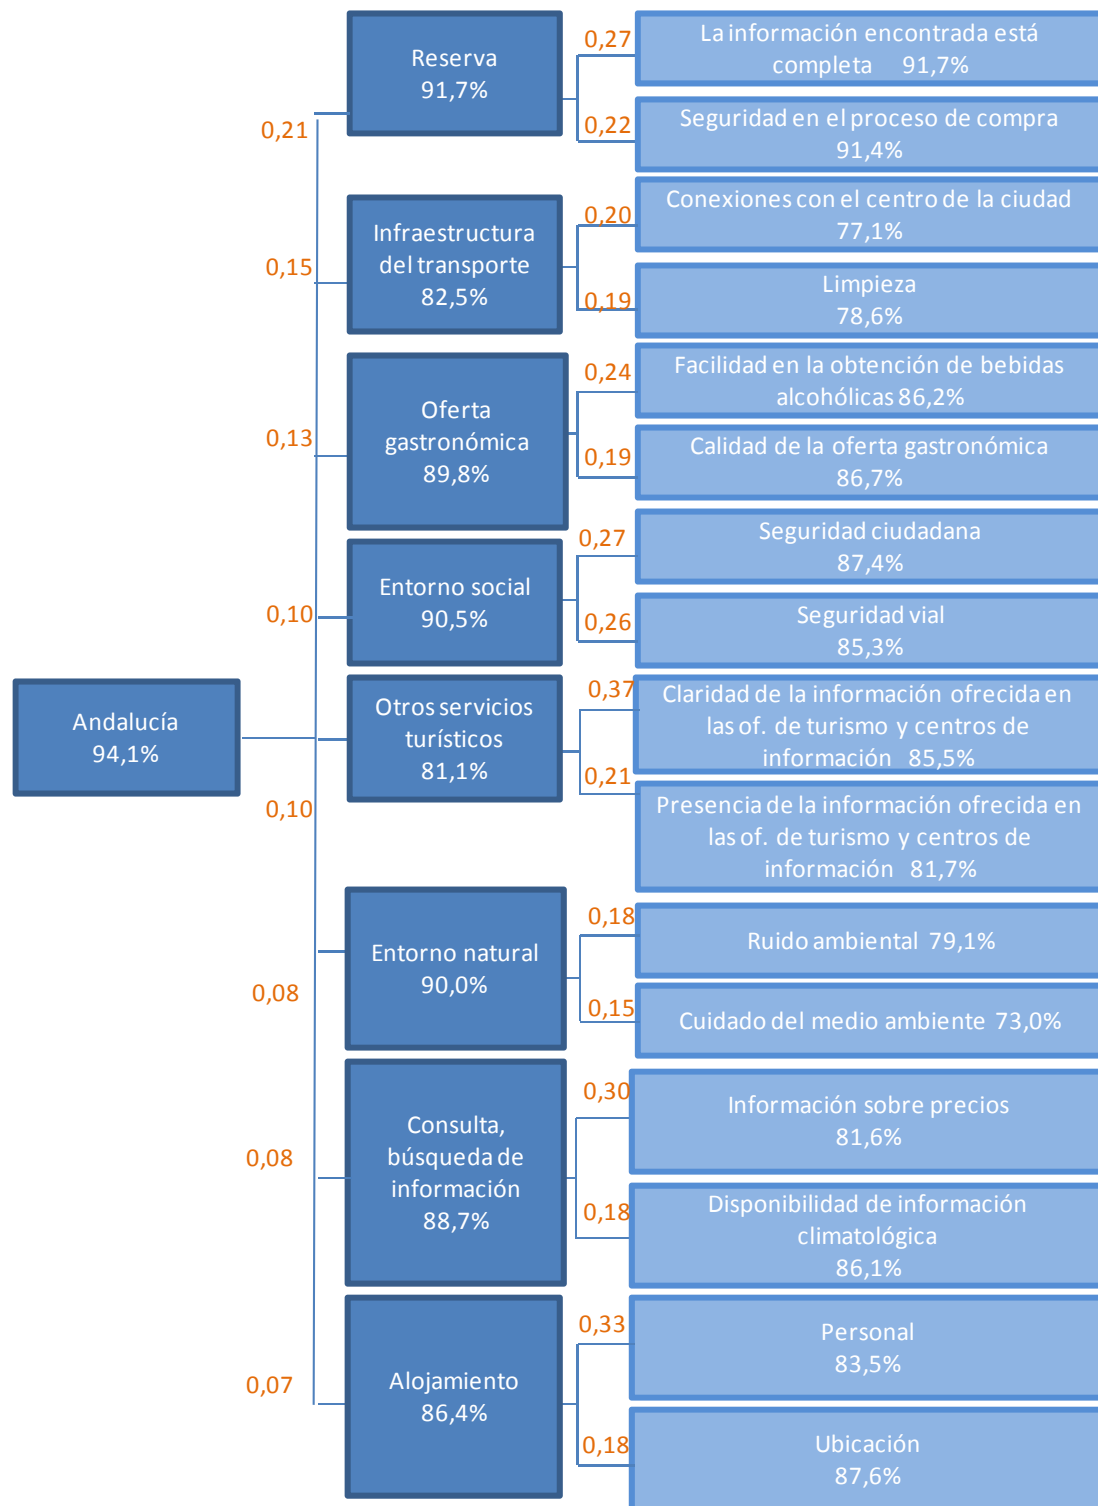 Andalucía
94,1%
0,21
Reserva
91,7%
0,27
La información encontrada está
completa 91,7%
0,22
Seguridad en el proceso de compra
91,4%
0,15
Infraestructura
del transporte
82,5%
0,20
Conexiones con el centro de la ciudad
77,1%
0,19
Limpieza
78,6%
0,13
Oferta
gastronómica
89,8%
0,24
Facilidad en la obtención de bebidas
alcohólicas 86,2%
0,19
Calidad de la oferta gastronómica
86,7%
0,10
Entorno social
90,5%
0,27
Seguridad ciudadana
87,4%
0,26
Seguridad vial
85,3%
0,10
Otros servicios
turísticos
81,1%
0,37
Claridad de la información ofrecida en
las of. de turismo y centros de
información 85,5%
0,21
Presencia de la información ofrecida en
las of. de turismo y centros de
información 81,7%
0,08
Entorno natural
90,0%
0,18
Ruido ambiental 79,1%
0,15
Cuidado del medio ambiente 73,0%
0,08
Consulta,
búsqueda de
información
88,7%
0,30
Información sobre precios
81,6%
0,18
Disponibilidad de información
climatológica
86,1%
0,07
Alojamiento
86,4%
0,33
Personal
83,5%
0,18
Ubicación
87,6%